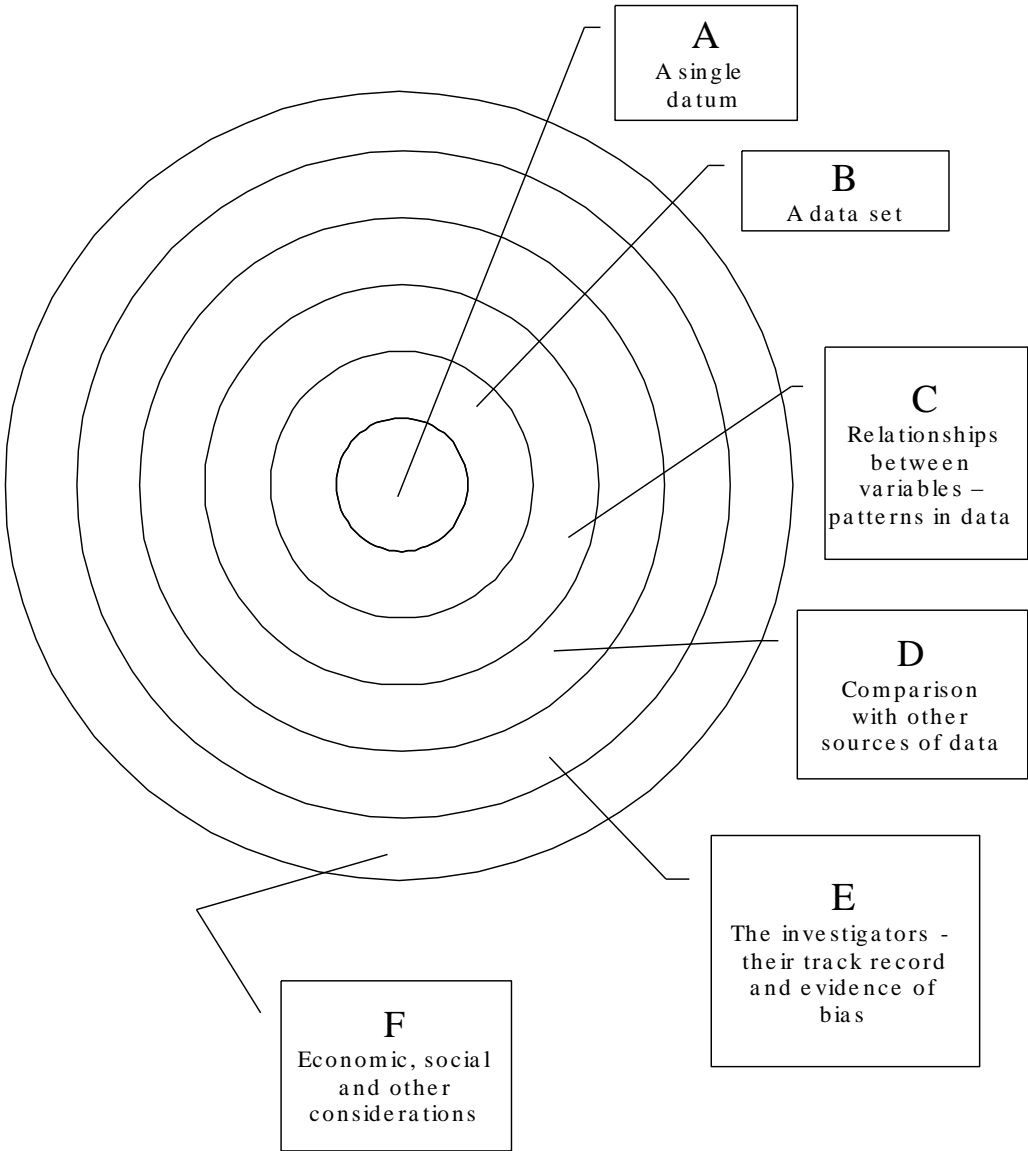 A
A single
datum
B
A data set
C
Relationships
between
variables –
patterns in data
D
Comparison
with other
sources of data
E
The investigators -
their track record
and evidence of
bias
F
Economic, social
and other
considerations